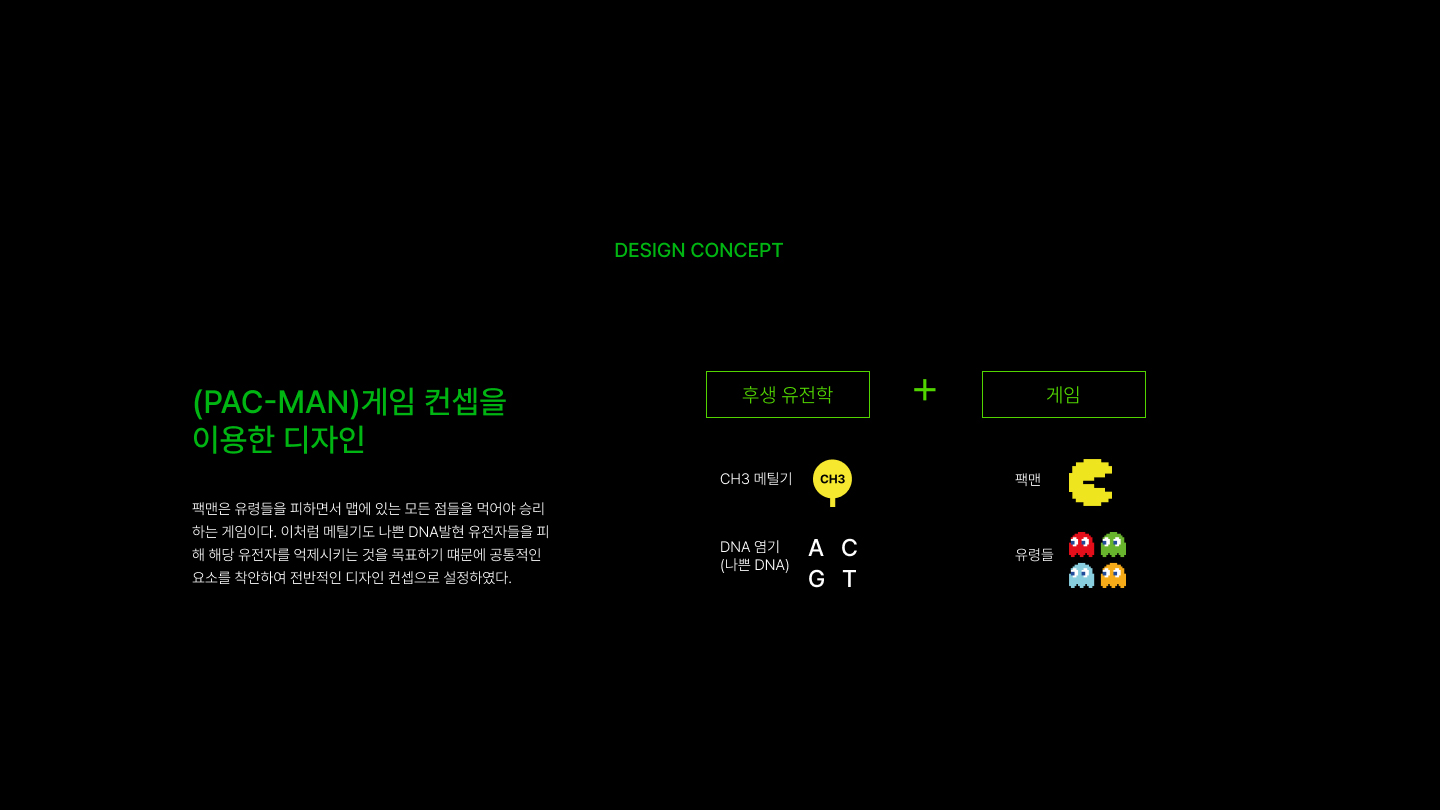 DESIGN CONCEPT
(PAC-MAN)게임 컨셉을
이용한 디자인
팩맨은 유령들을 피하면서 맵에 있는 모든 점들을 먹어야 승리
하는 게임이다. 이처럼 메틸기도 나쁜 DNA발현 유전자들을 피
해 해당 유전자를 억제시키는 것을 목표하기 떄문에 공통적인
요소를 착안하여 전반적인 디자인 컨셉으로 설정하였다.
후생 유전학
+
게임
CH3 메틸기
CH3
DNA 염기
(나쁜 DNA)
A C
G T
팩맨
유령들